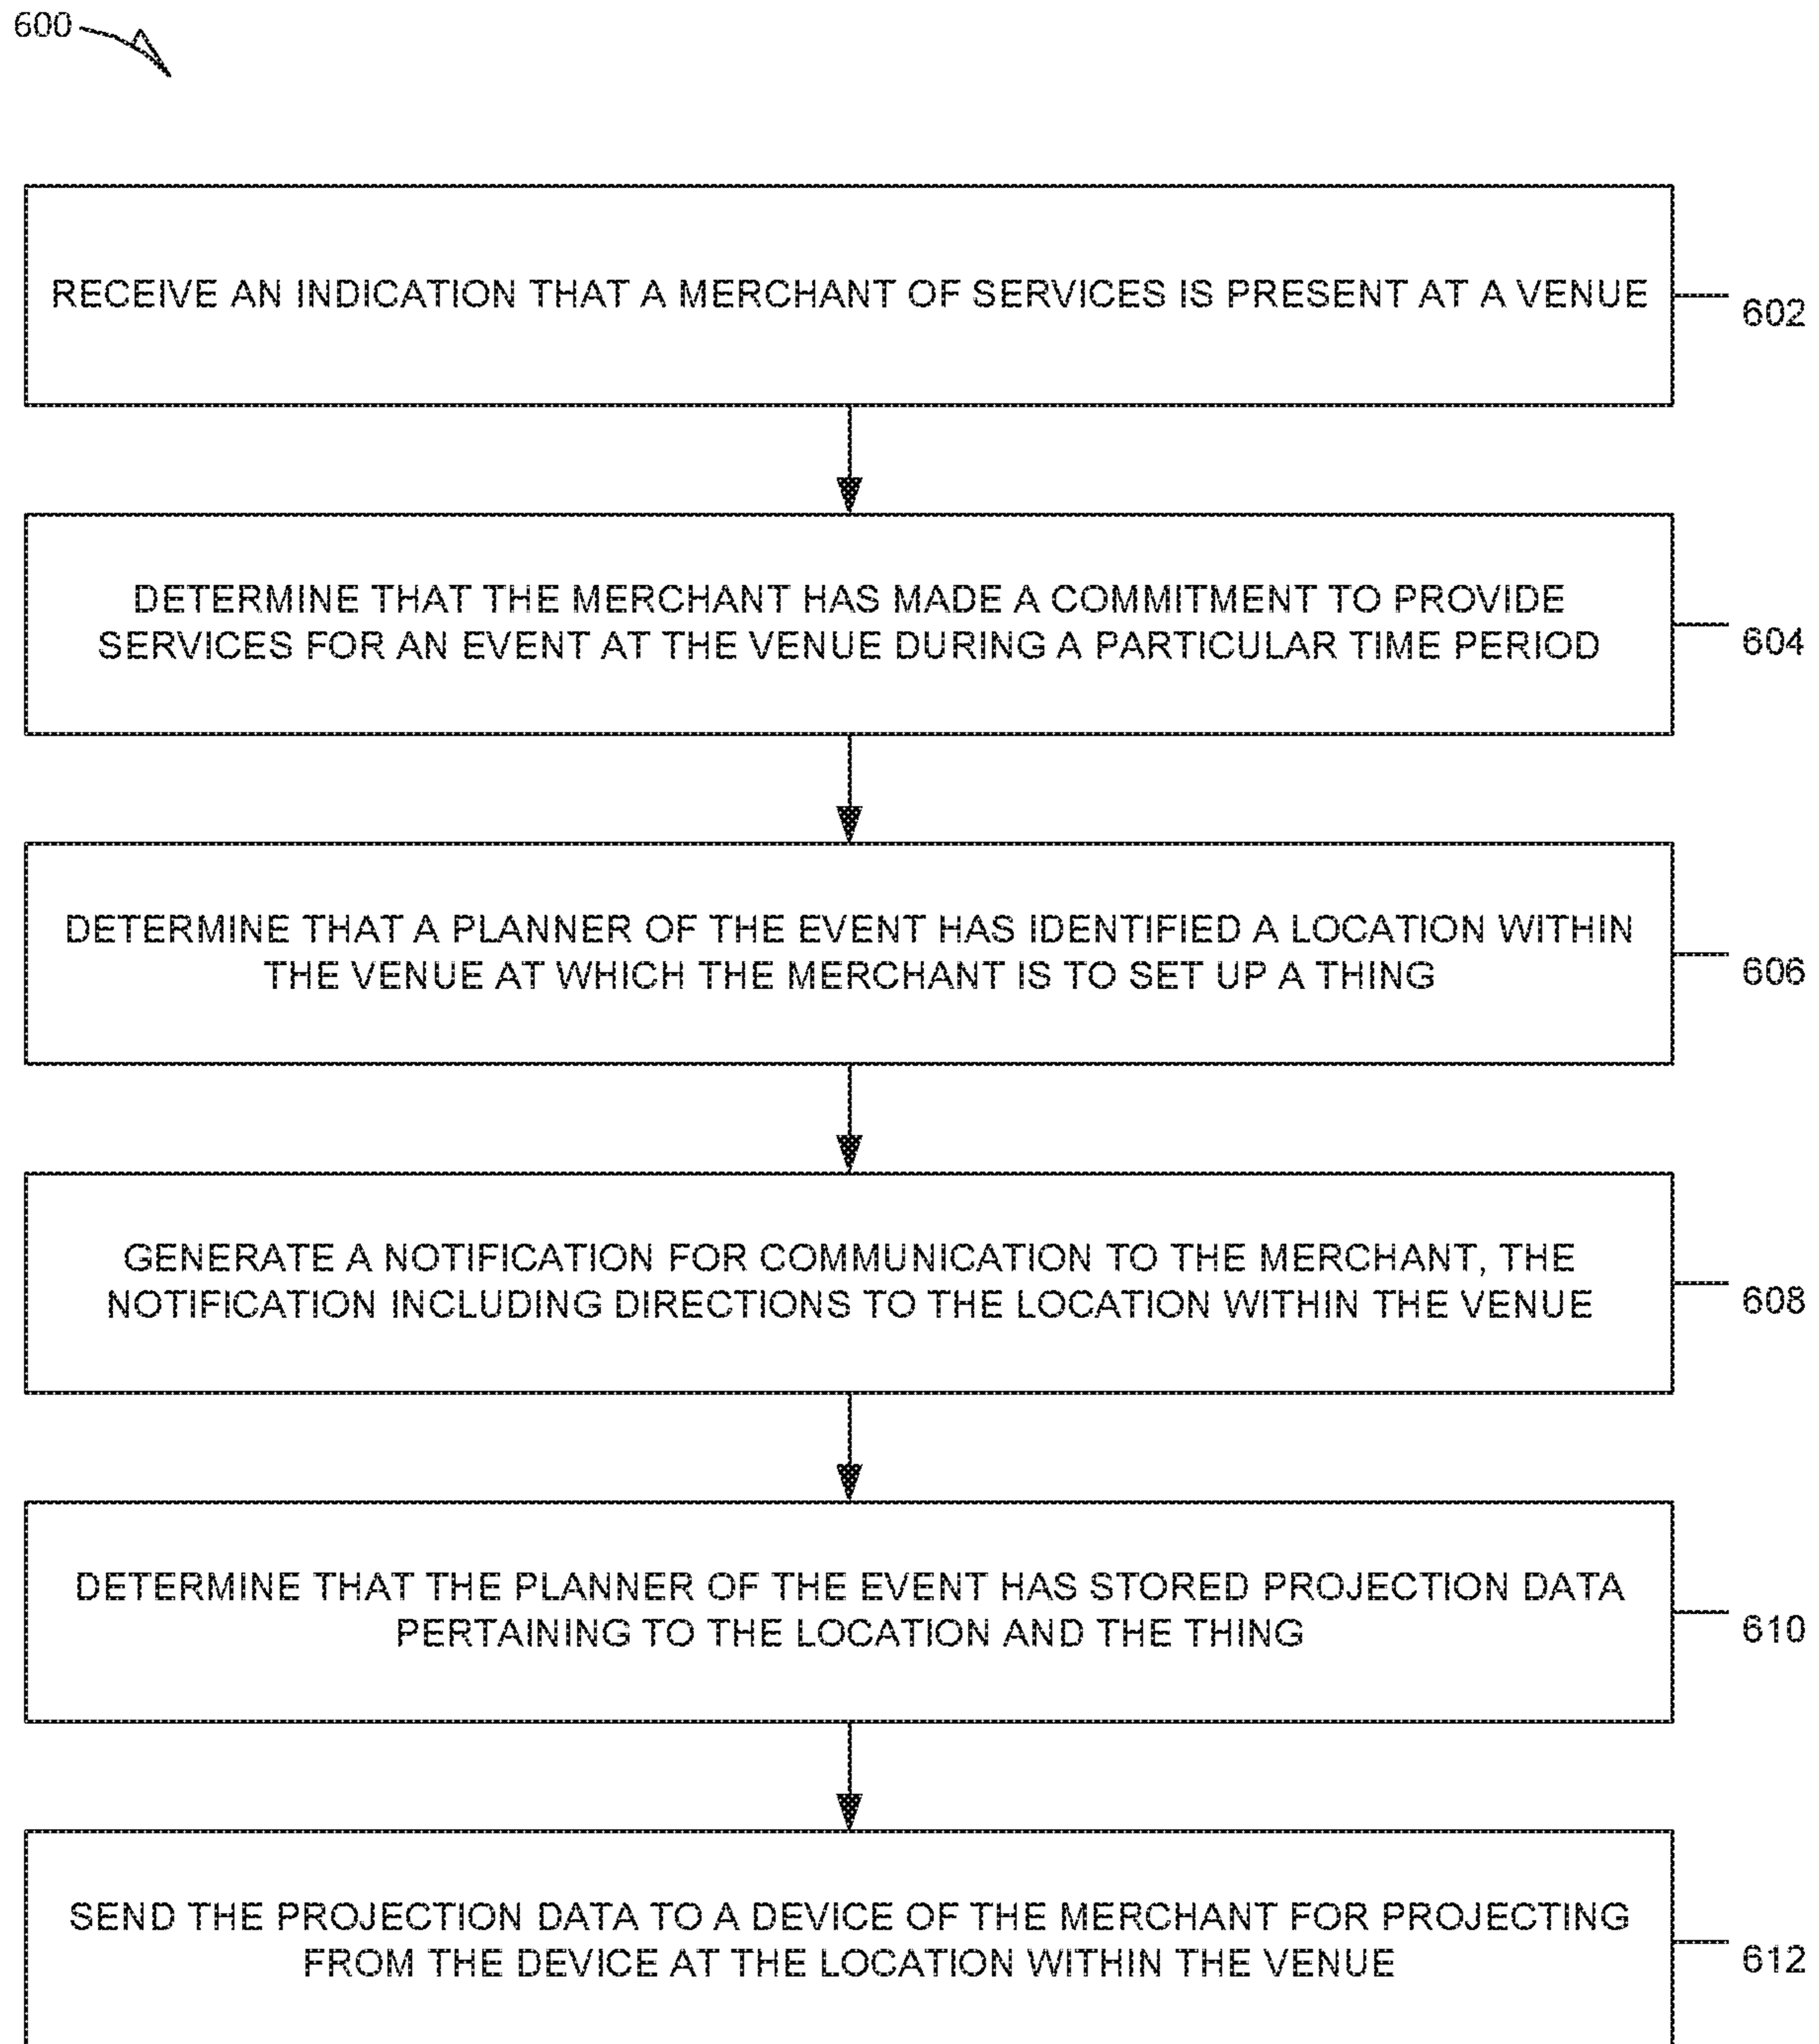 600
RECEIVE AN INDICATION THAT A MERCHANT OF SERVICES IS PRESENT AT A VENUE
602
DETERMINE THAT THE MERCHANT HAS MADE A COMMITMENT TO PROVIDE
SERVICES FOR AN EVENT AT THE VENUE DURING A PARTICULAR TIME PERIOD
604
DETERMINE THAT A PLANNER OF THE EVENT HAS IDENTIFIED A LOCATION WITHIN
THE VENUE AT WHICH THE MERCHANT IS TO SET UP A THING
606
GENERATE A NOTIFICATION FOR COMMUNICATION TO THE MERCHANT, THE
NOTIFICATION INCLUDING DIRECTIONS TO THE LOCATION WITHIN THE VENUE
608
DETERMINE THAT THE PLANNER OF THE EVENT HAS STORED PROJECTION DATA
PERTAINING TO THE LOCATION AND THE THING
610
SEND THE PROJECTION DATA TO A DEVICE OF THE MERCHANT FOR PROJECTING
FROM THE DEVICE AT THE LOCATION WITHIN THE VENUE
612